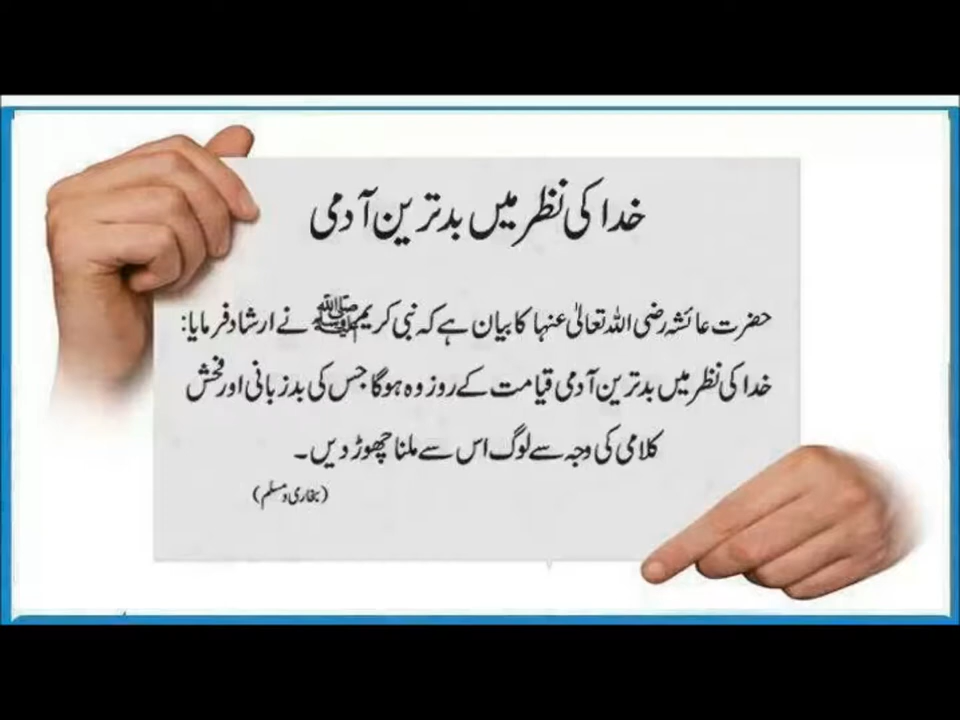 خدا کی نظر میں بدترین آدمی
حضرت عائشہ رضی اللہ تعالیٰ عنہا کا بیان ہے کہ نبی کریم ﷺ نے ارشاد فرمایا:
خدا کی نظر میں بدترین آدمی قیامت کے روز وہ ہوگا جس کی بدزبانی اور فحش
کلامی کی وجہ سے لوگ اس سے ملنا چھوڑ دیں۔
(بخاری و مسلم)